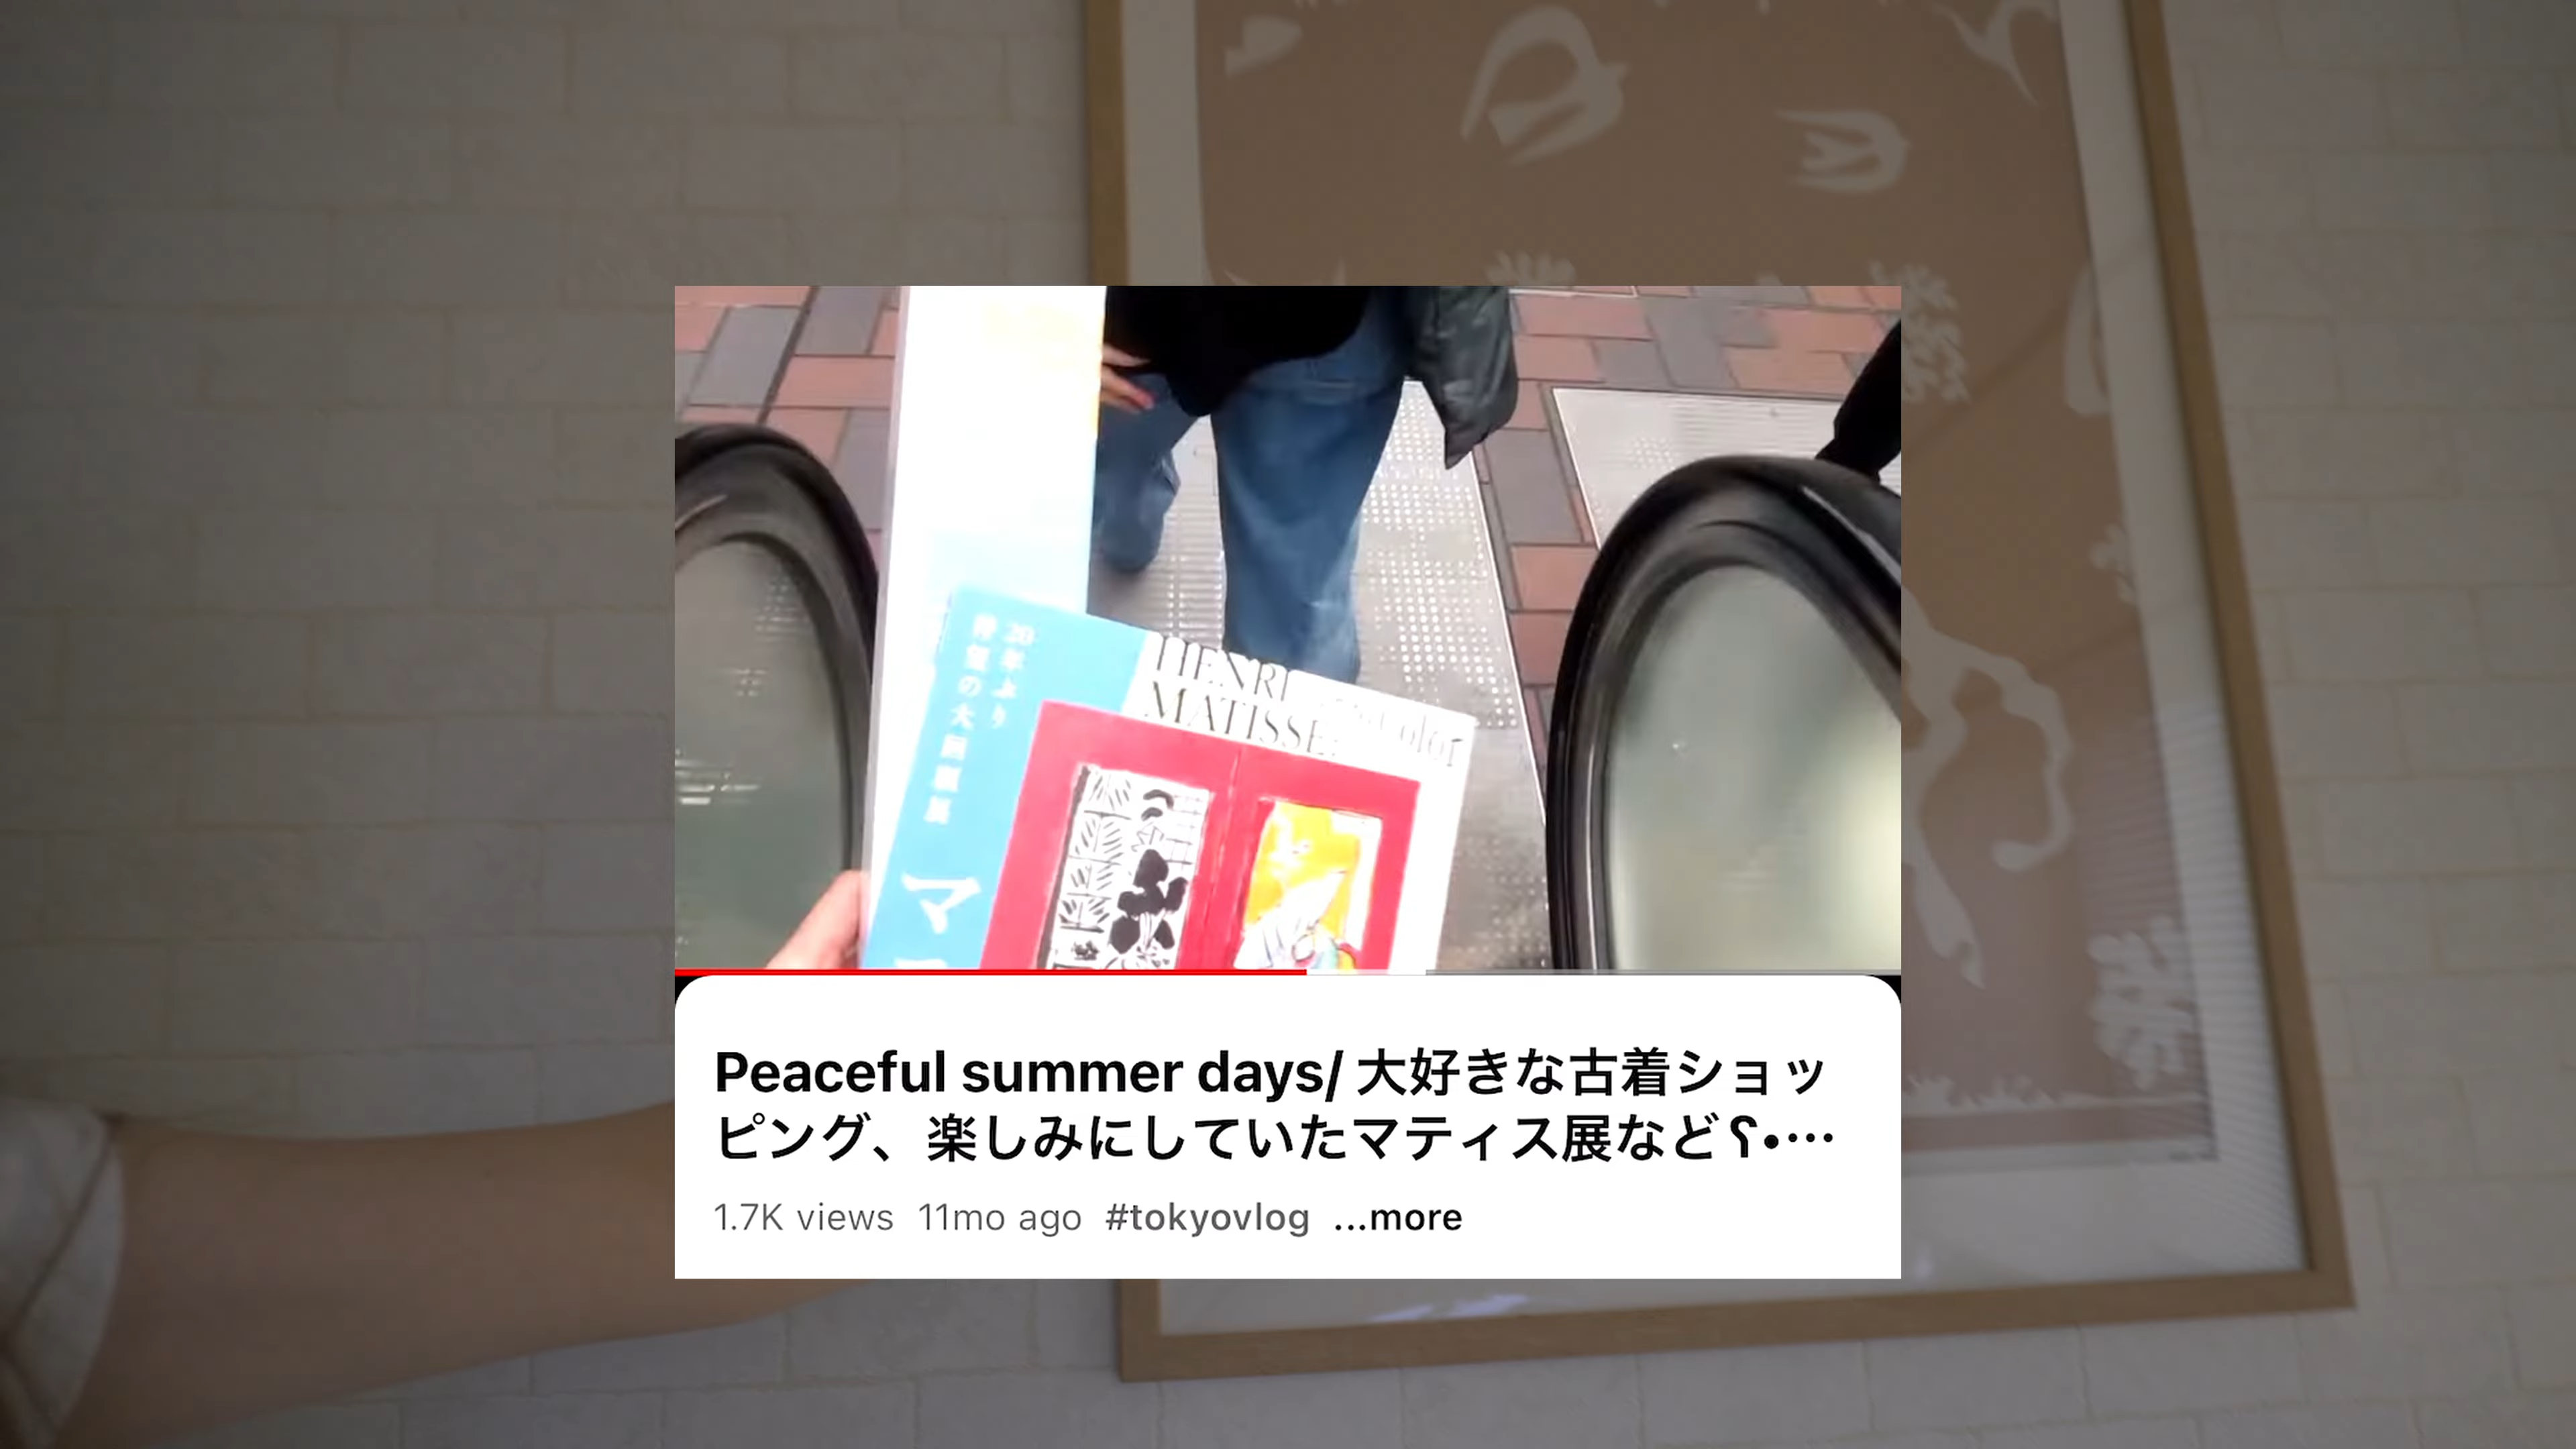 20年ぶり
待望の大回顧展
マ
HENRI
MATISSE: Color
Peaceful summer days/ 大好きな古着ショッ
ピング、楽しみにしていたマティス展などʕ•…
1.7K views 11mo ago #tokyovlog ...more